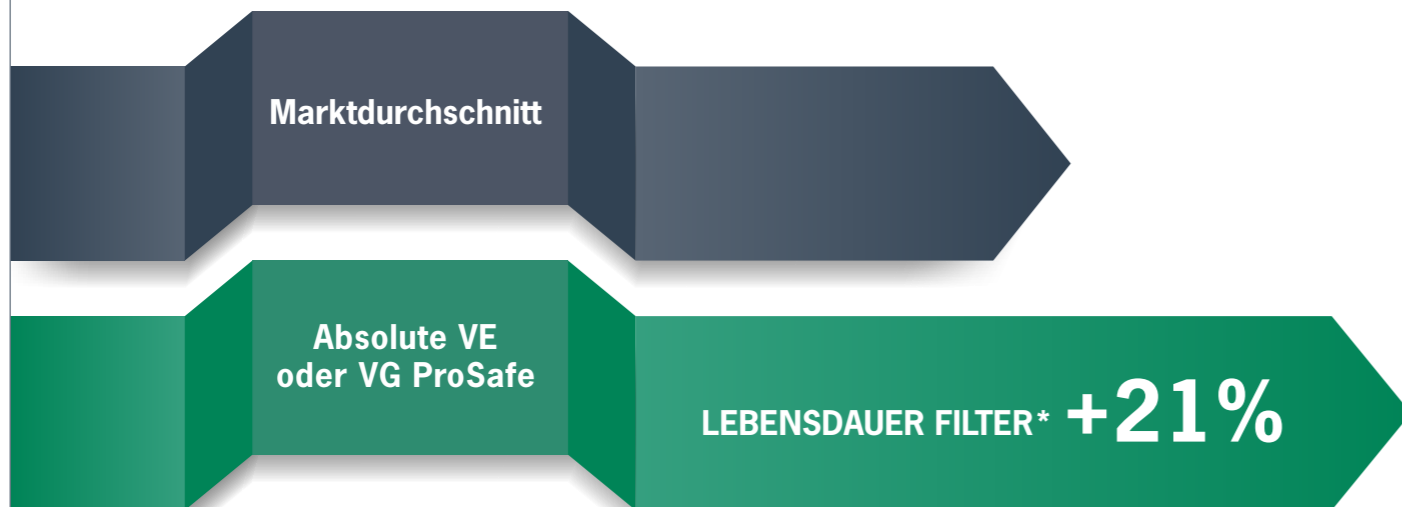 Marktdurchschnitt
Absolute VE
oder VG ProSafe
LEBENSDAUER FILTER* +21%